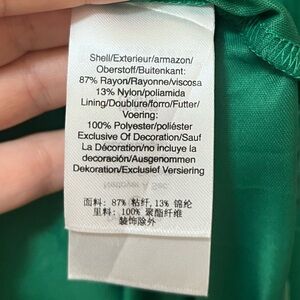 Shell/Exterieur/armazon/
Oberstoff/Buitenkant:
87% Rayon/Rayonne/viscosa
13% Nylon/poliamida
Lining/Doublure/forro/Futter/
Voering:
100% Polyester/poliéster
Exclusive Of Decoration/Sauf
La Décoration/no incluye la
decoración/Ausgenommen
Dekoration/Exclusief Versiering
面料: 87% 粘纤, 13% 锦纶
里料: 100% 聚酯纤维
装饰除外